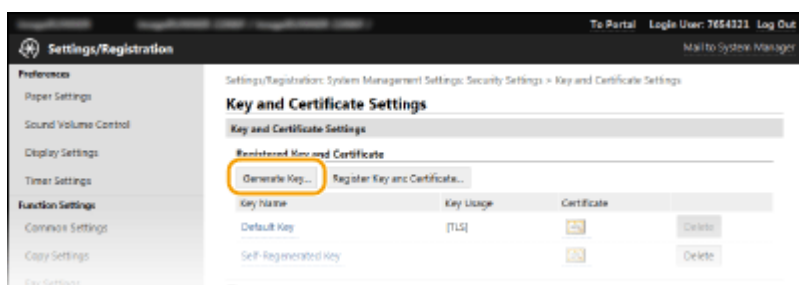 To Portal Login User: 7654321 Log Out
Settings/Registration
Mail to System Manager
Preferences
Paper Settings
Sound Volume Control
Display Settings
Timer Settings
Function Settings
Common Settings
Copy Settings
Settings/Registration: System Management Settings: Security Settings > Key and Certificate Settings
Key and Certificate Settings
Key and Certificate Settings
Registered Key and Certificate
Generate Key... Register Key and Certificate...
Key Name Key Usage Certificate
Default Key [TLS] Delete
Self-Regenerated Key Delete